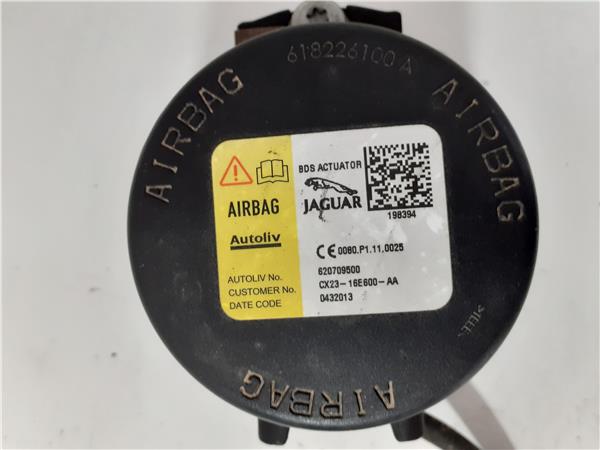 618226100 A
AIRBAG
AIRBAG
BDS ACTUATOR
JAGUAR
198394
AIRBAG
Autoliv
CE 0080.P1.11,0025
620709500
AUTOLIV No.
CX23-16E600-AA
CUSTOMER No.
0432013
DATE CODE
AIRBAG